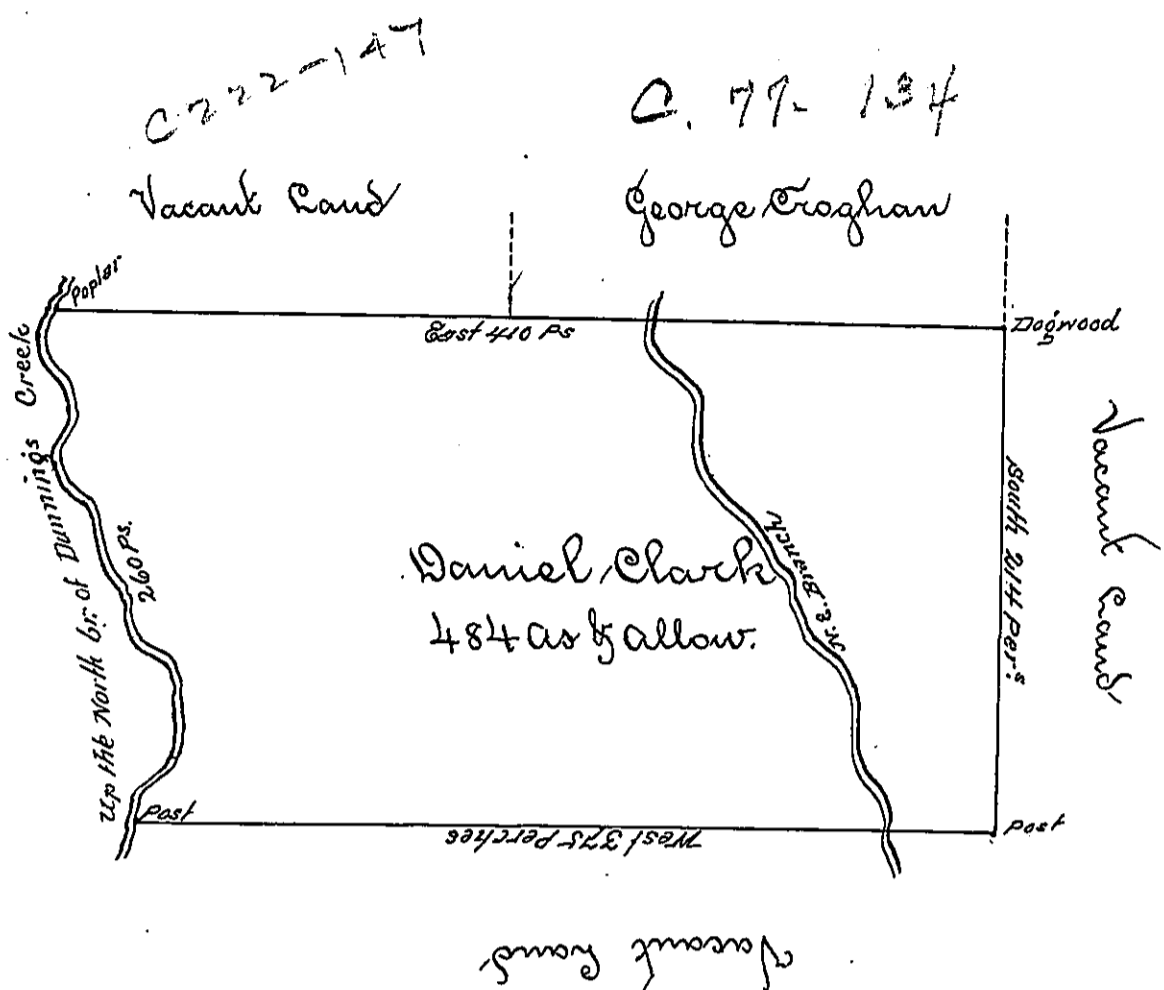 C 222-147
C. 77- 134
Vacant Land
George Croghan
Poplar
East 410 Ps
Dogwood
Up the North br. of Dunnings Creek
260 Ps.
N. E. Branch
South 214 Pers
Vacant Land
Daniel Clark
484 as & allow.
Post
West 375 Perches
Post
Vacant Land